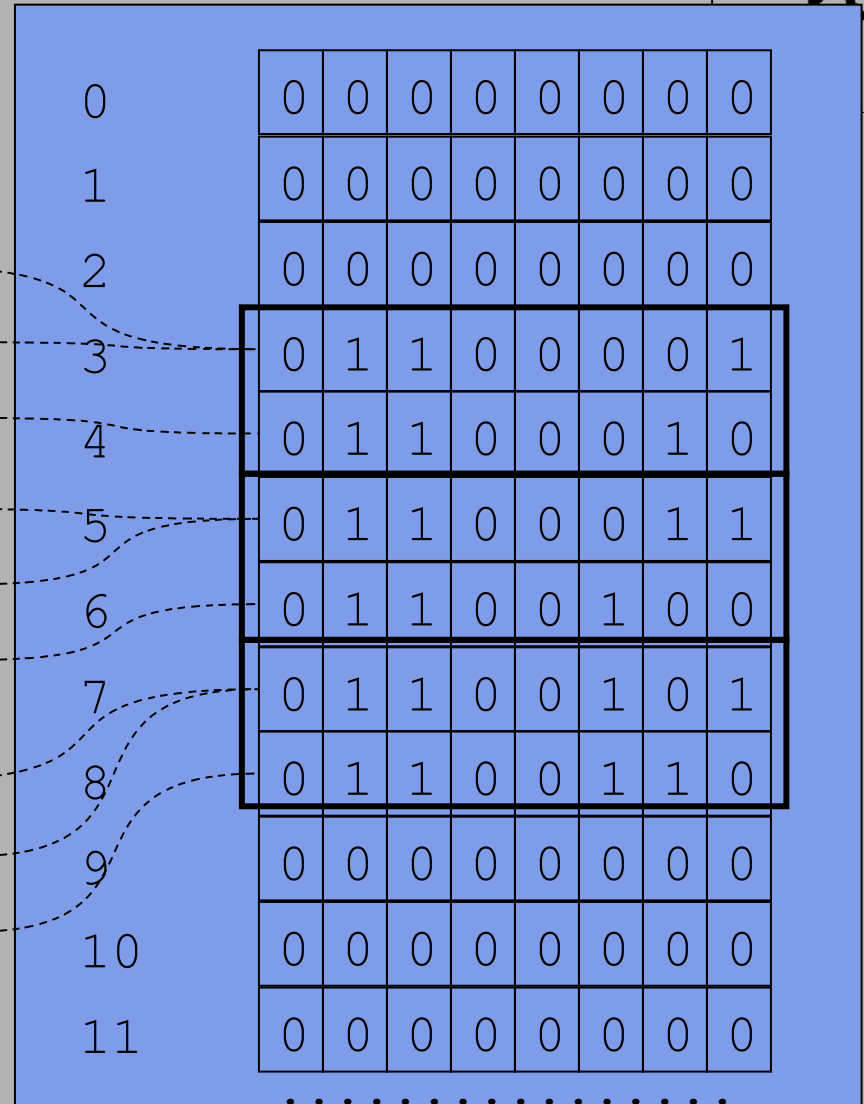 0 0 0 0 0 0 0 0 0
1 0 0 0 0 0 0 0 0
2 0 0 0 0 0 0 0 0
3 0 1 1 0 0 0 0 1
4 0 1 1 0 0 0 1 0
5 0 1 1 0 0 0 1 1
6 0 1 1 0 0 1 0 0
7 0 1 1 0 0 1 0 1
8 0 1 1 0 0 1 1 0
9 0 0 0 0 0 0 0 0
10 0 0 0 0 0 0 0 0
11 0 0 0 0 0 0 0 0